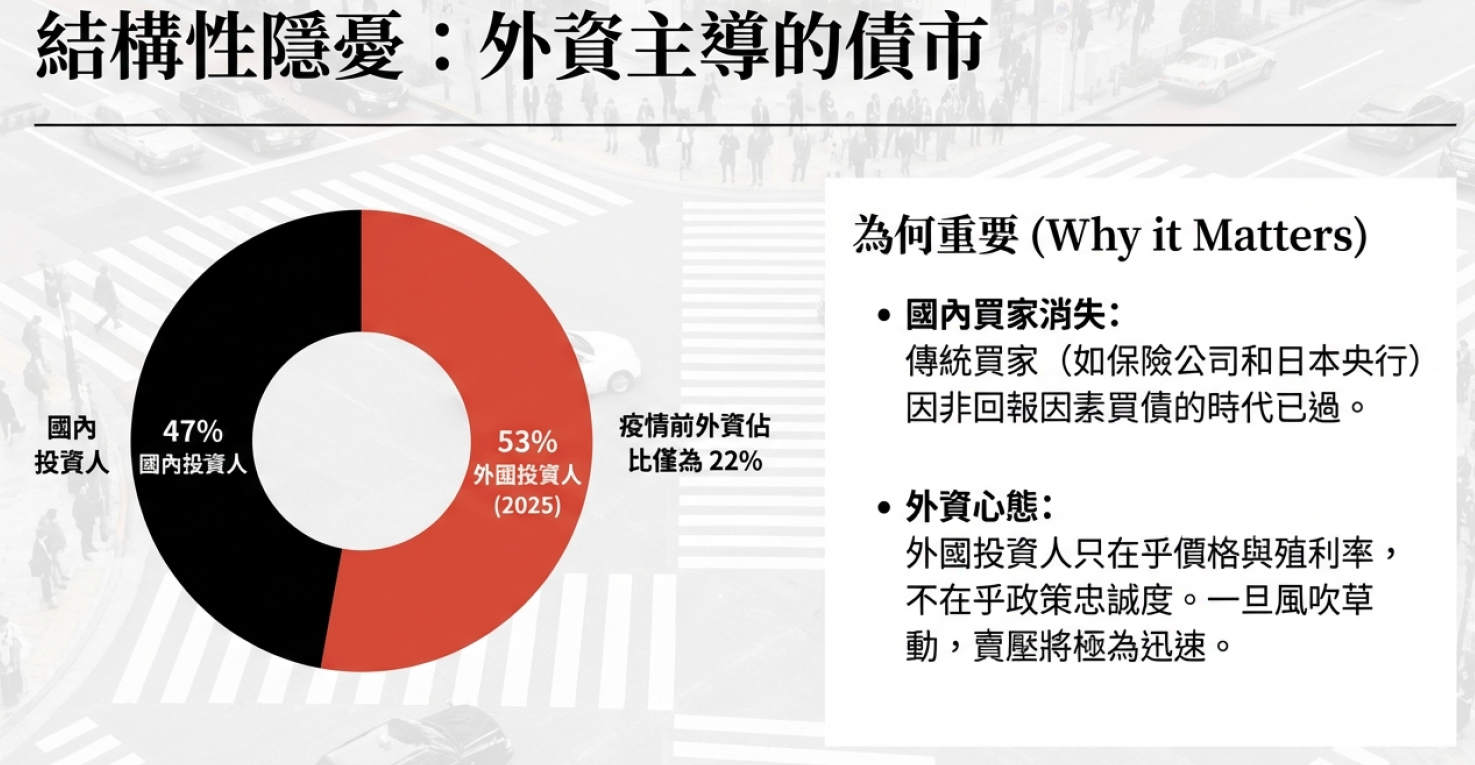 結構性隱憂：外資主導的債市
國內
投資人
47%
國內投資人
53%
外國投資人
(2025)
疫情前外資佔
比僅為 22%
為何重要 (Why it Matters)
• 國內買家消失：
傳統買家（如保險公司和日本央行）
因非回報因素買債的時代已過。
• 外資心態：
外國投資人只在乎價格與殖利率，
不在乎政策忠誠度。一旦風吹草
動，賣壓將極為迅速。